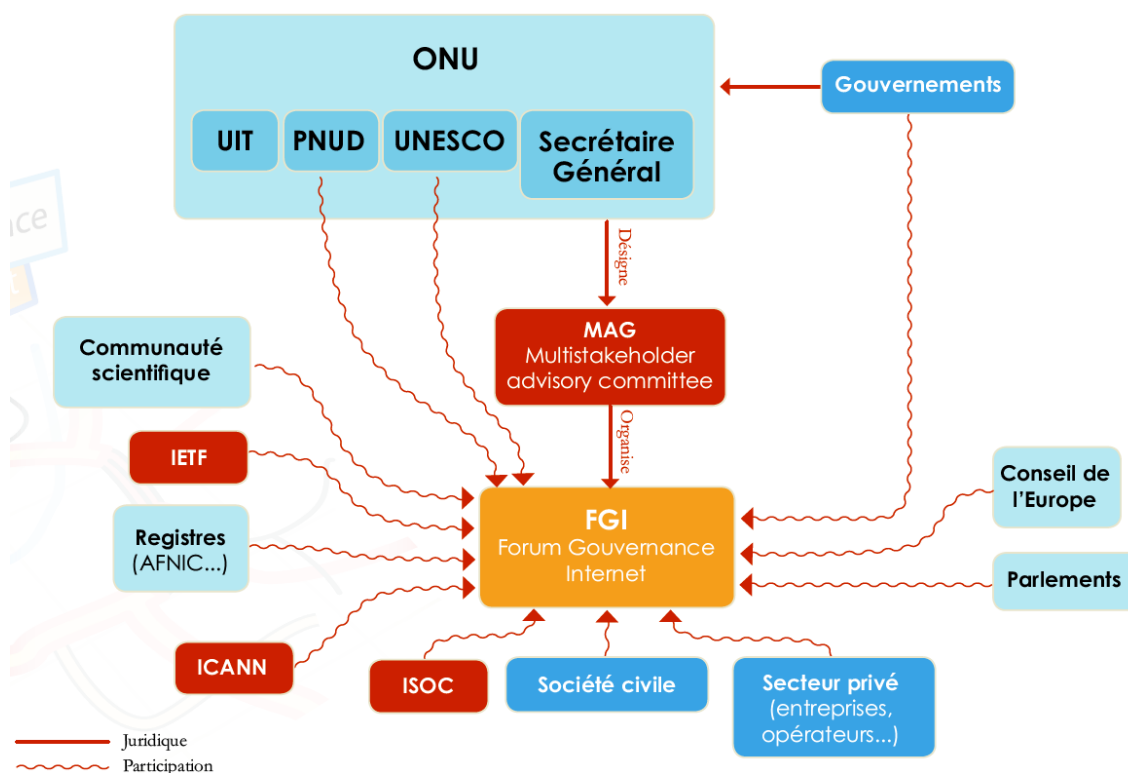 ONU
Gouvernements
UIT
PNUD
UNESCO
Secrétaire
Général
Désigne
nce
MAG
Multistakeholder
advisory committee
Communauté
scientifique
Organise
IETF
Conseil de
l'Europe
FGI
Forum Gouvernance
Internet
Registres
(AFNIC...)
Parlements
ICANN
ISOC
Société civile
Secteur privé
(entreprises,
opérateurs...)
Juridique
Participation